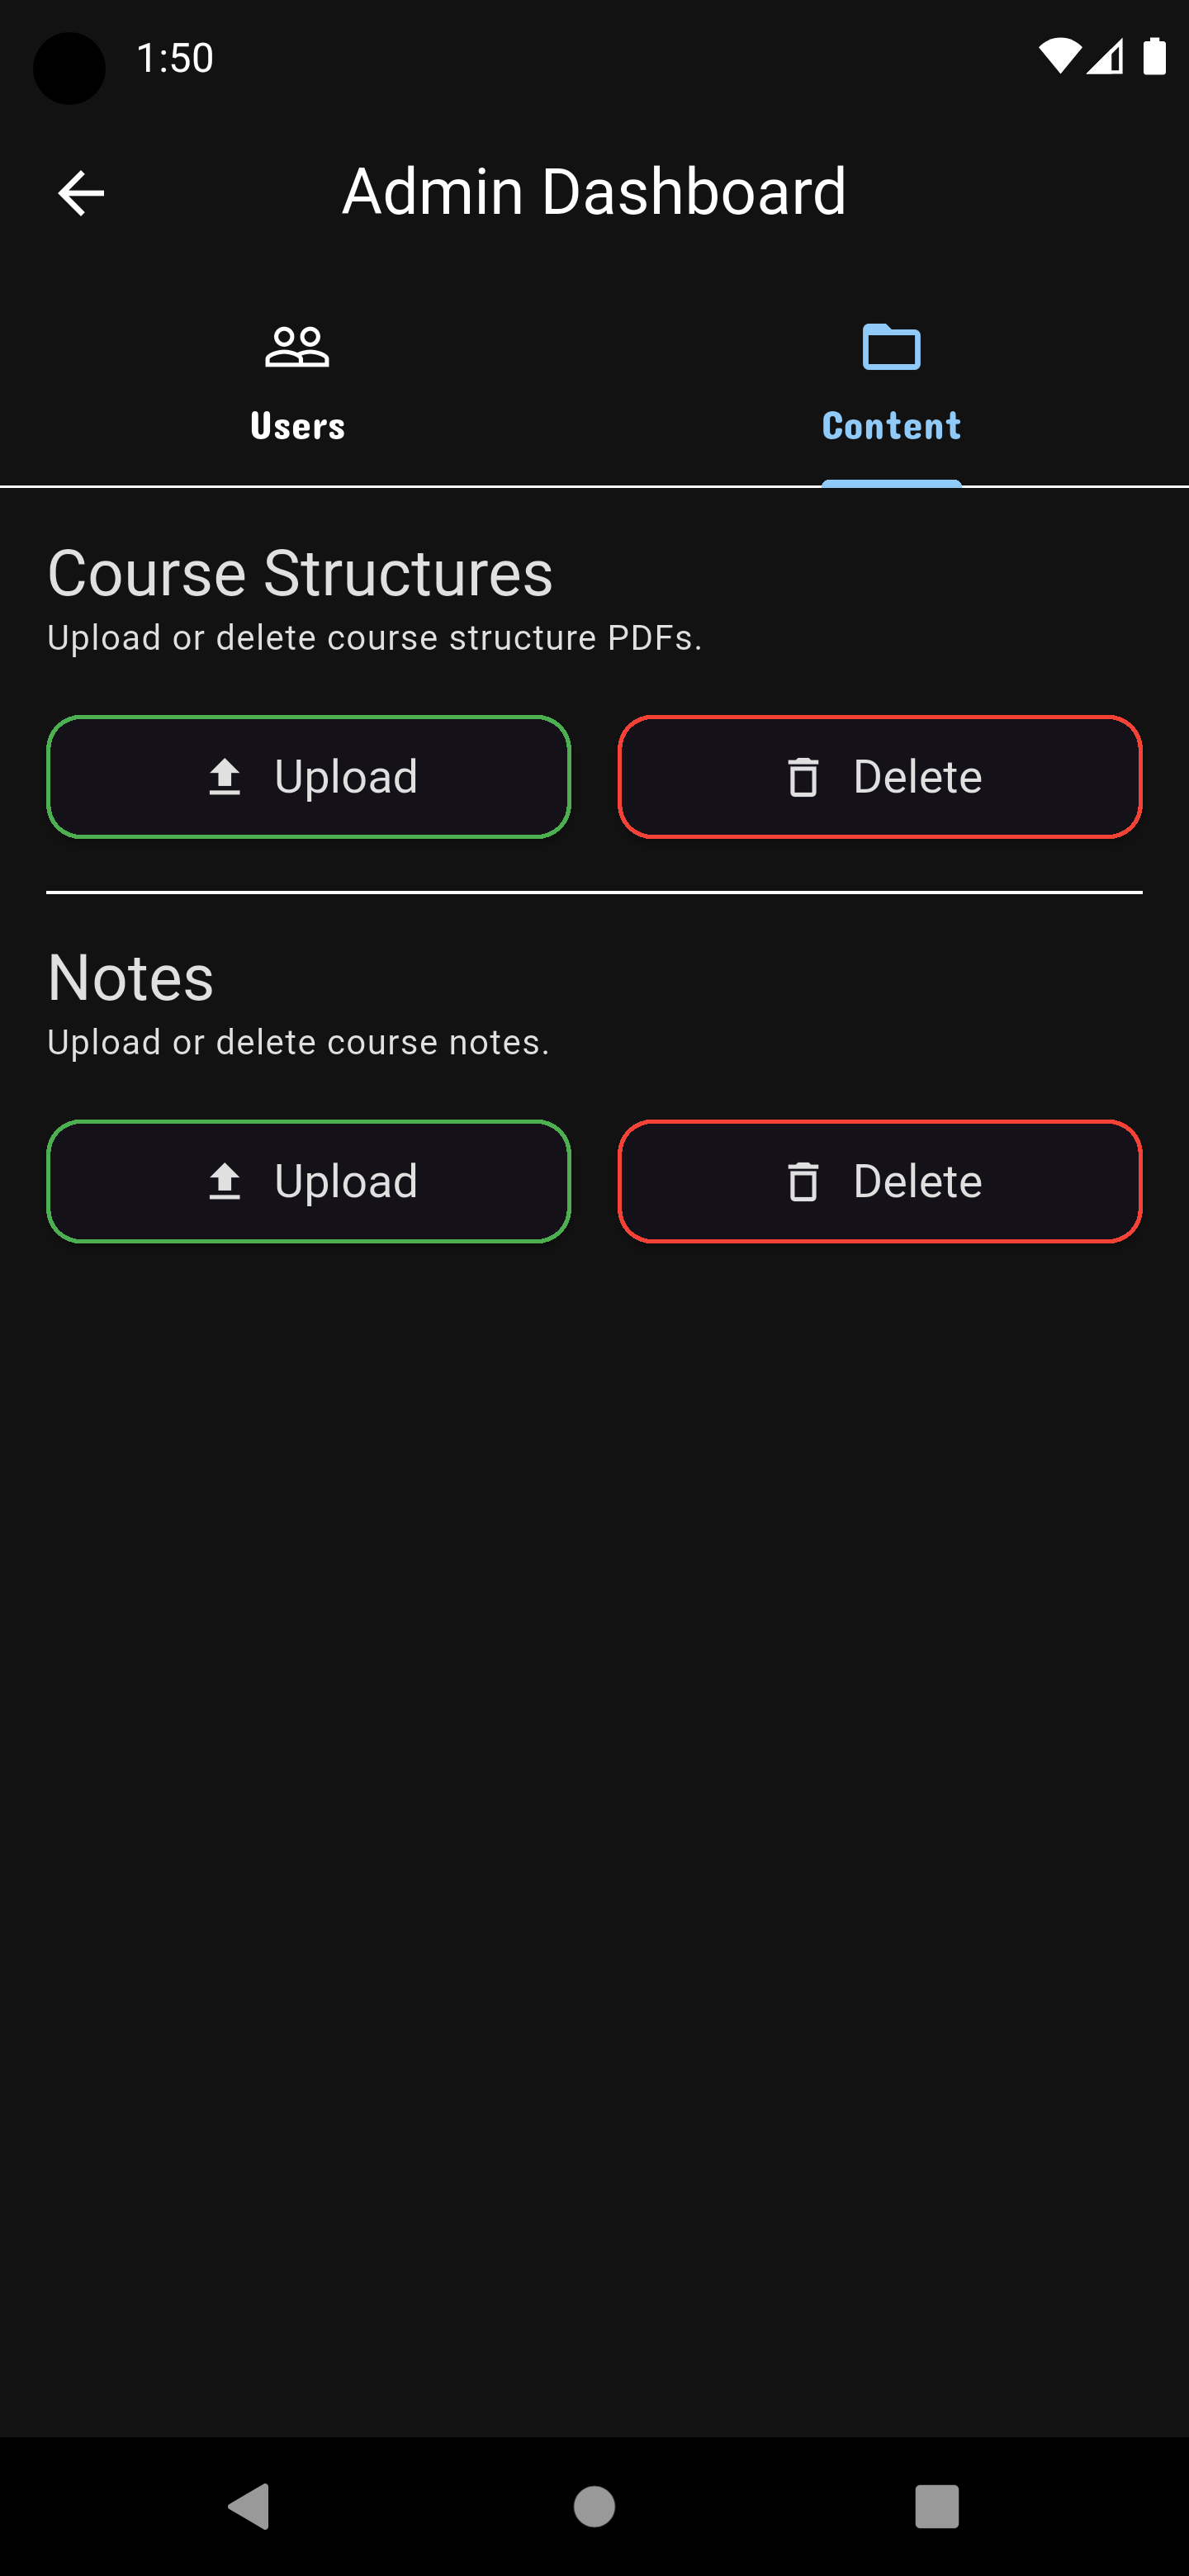 1:50
Admin Dashboard
Users
Content
Course Structures
Upload or delete course structure PDFs.
Upload
Delete
Notes
Upload or delete course notes.
Upload
Delete